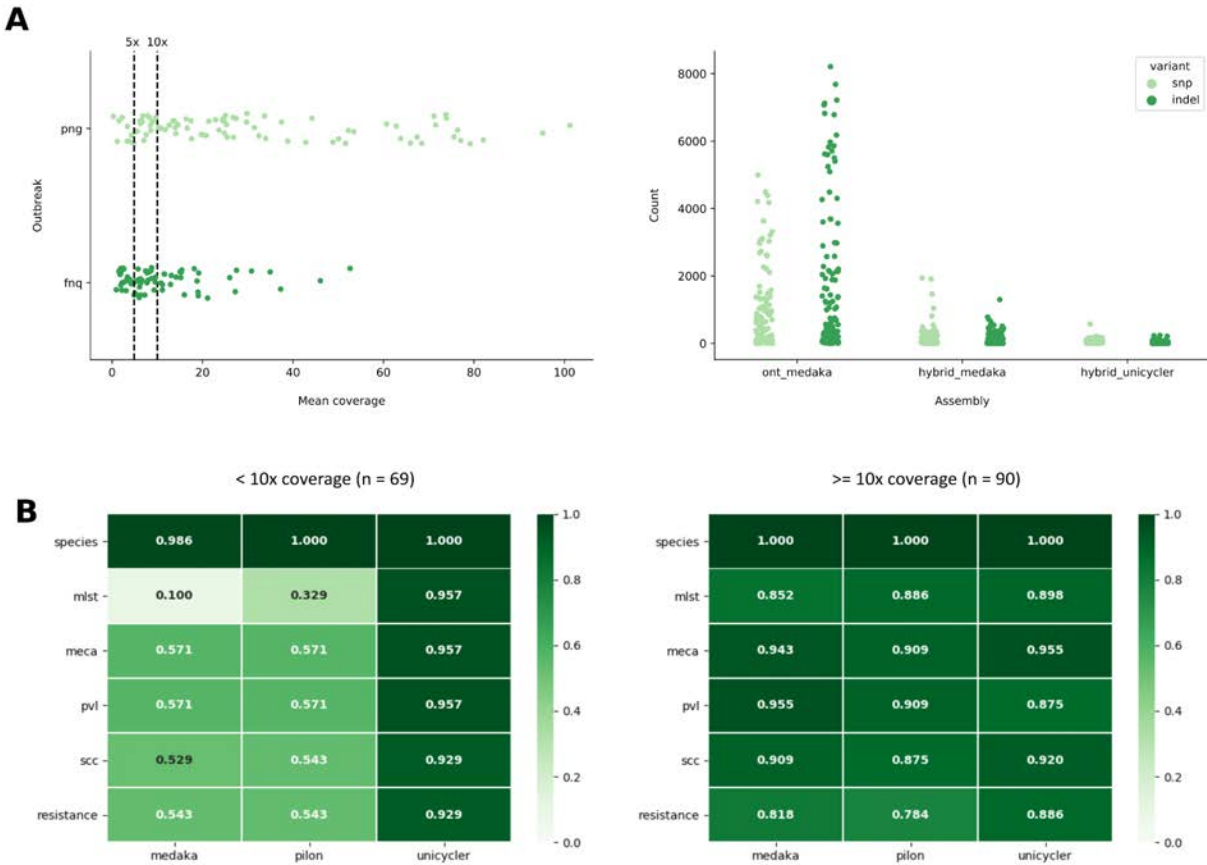 A
5x 10x
png
fnq
Outbreak
0 20 40 60 80 100
Mean coverage
variant
snp
indel
8000
6000
4000
2000
0
Count
ont_medaka hybrid_medaka hybrid_unicycler
Assembly
B
< 10x coverage (n = 69)
species 0.986 1.000 1.000
mlst 0.100 0.329 0.957
meca 0.571 0.571 0.957
pvl 0.571 0.571 0.957
scc 0.529 0.543 0.929
resistance 0.543 0.543 0.929
medaka pilon unicycler
1.0
0.8
0.6
0.4
0.2
0.0
>= 10x coverage (n = 90)
species 1.000 1.000 1.000
mlst 0.852 0.886 0.898
meca 0.943 0.909 0.955
pvl 0.955 0.909 0.875
scc 0.909 0.875 0.920
resistance 0.818 0.784 0.886
medaka pilon unicycler
1.0
0.8
0.6
0.4
0.2
0.0